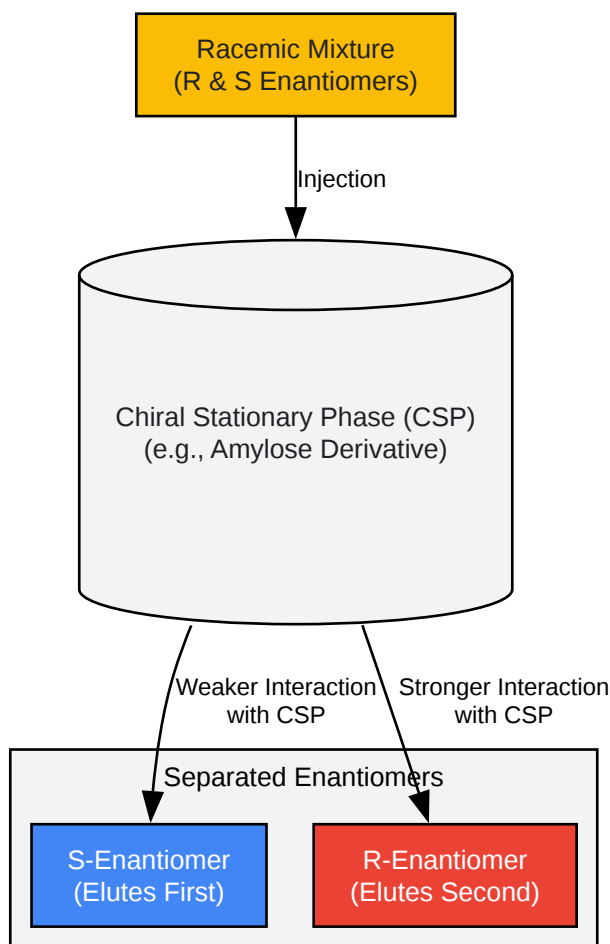 Racemic Mixture
(R & S Enantiomers)
Injection
Chiral Stationary Phase (CSP)
(e.g., Amylose Derivative)
Weaker Interaction
with CSP
Stronger Interaction
with CSP
Separated Enantiomers
S-Enantiomer
(Elutes First)
R-Enantiomer
(Elutes Second)